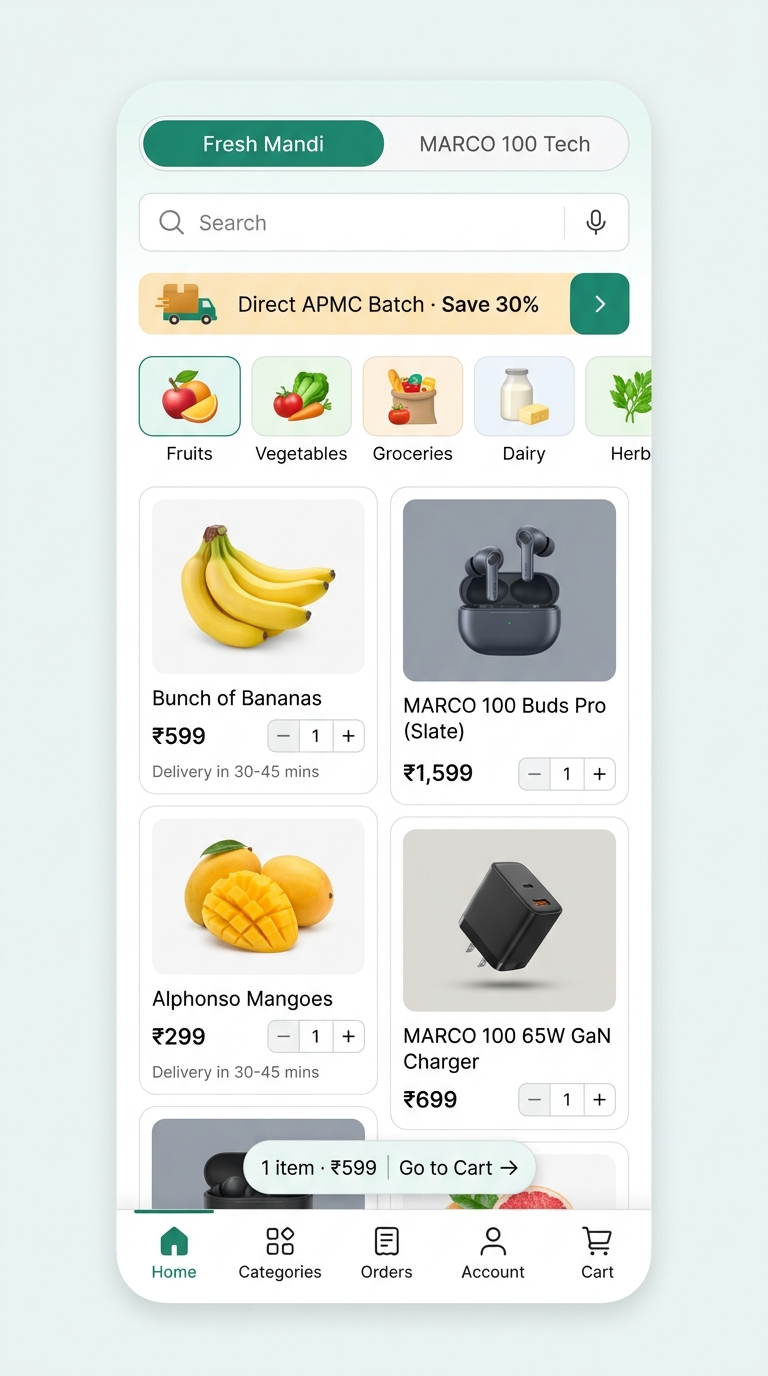 Fresh Mandi
MARCO 100 Tech
Search
Direct APMC Batch · Save 30%
Fruits
Vegetables
Groceries
Dairy
Herb
Bunch of Bananas
₹599
− 1 +
Delivery in 30-45 mins
MARCO 100 Buds Pro
(Slate)
₹1,599
− 1 +
Alphonso Mangoes
₹299
− 1 +
Delivery in 30-45 mins
MARCO 100 65W GaN
Charger
₹699
− 1 +
1 item · ₹599 | Go to Cart →
Home
Categories
Orders
Account
Cart